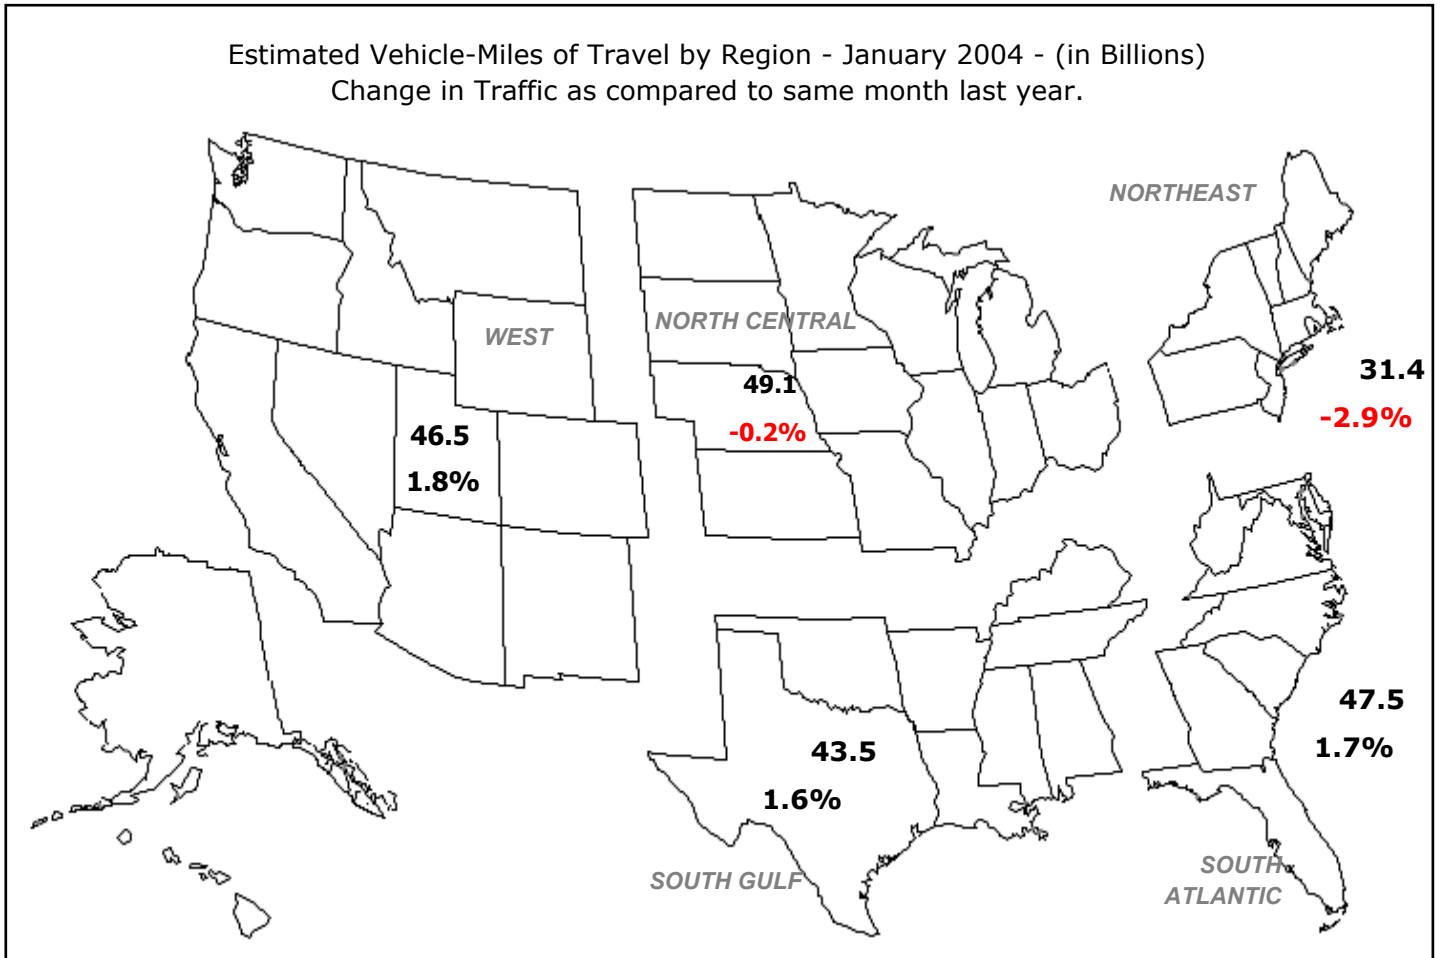 Estimated Vehicle-Miles of Travel by Region - January 2004 - (in Billions)
Change in Traffic as compared to same month last year.
NORTHEAST
WEST
NORTH CENTRAL
31.4
-2.9%
49.1
-0.2%
46.5
1.8%
47.5
1.7%
43.5
1.6%
SOUTH GULF
SOUTH
ATLANTIC